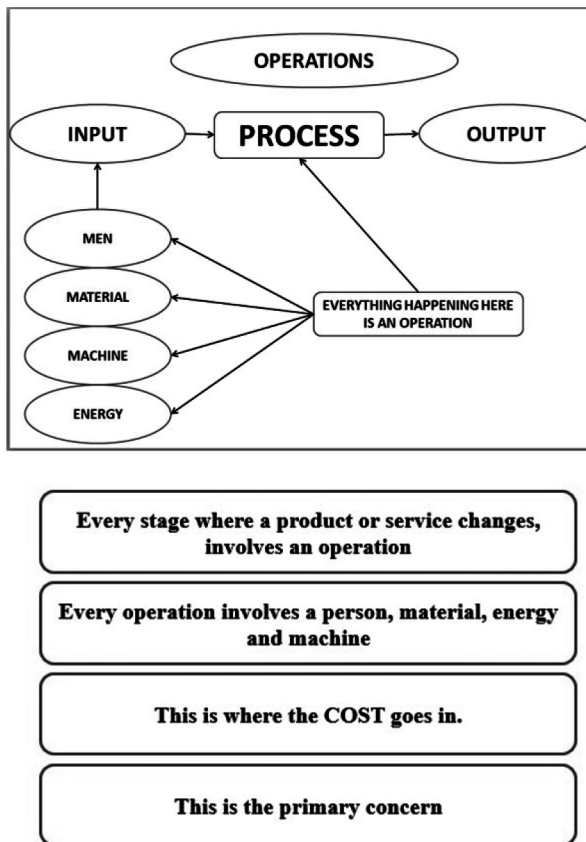 OPERATIONS
INPUT
PROCESS
OUTPUT
MEN
MATERIAL
MACHINE
ENERGY
EVERYTHING HAPPENING HERE
IS AN OPERATION
Every stage where a product or service changes,
involves an operation
Every operation involves a person, material, energy
and machine
This is where the COST goes in.
This is the primary concern